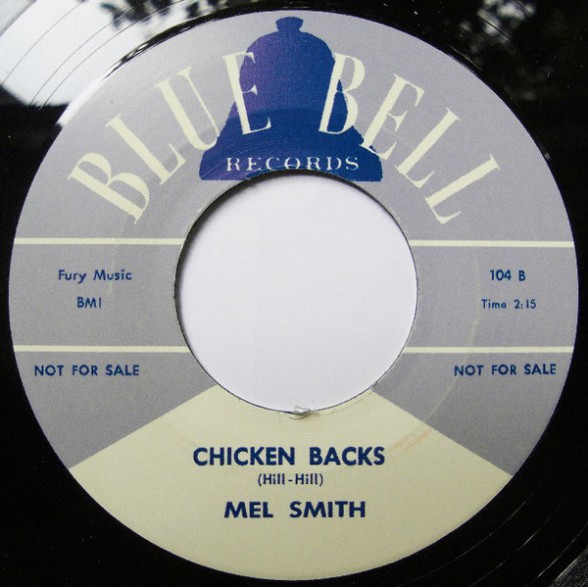 BLUE BELL
RECORDS
Fury Music
BMI
104 B
Time 2:15
NOT FOR SALE
NOT FOR SALE
CHICKEN BACKS
(Hill-Hill)
MEL SMITH